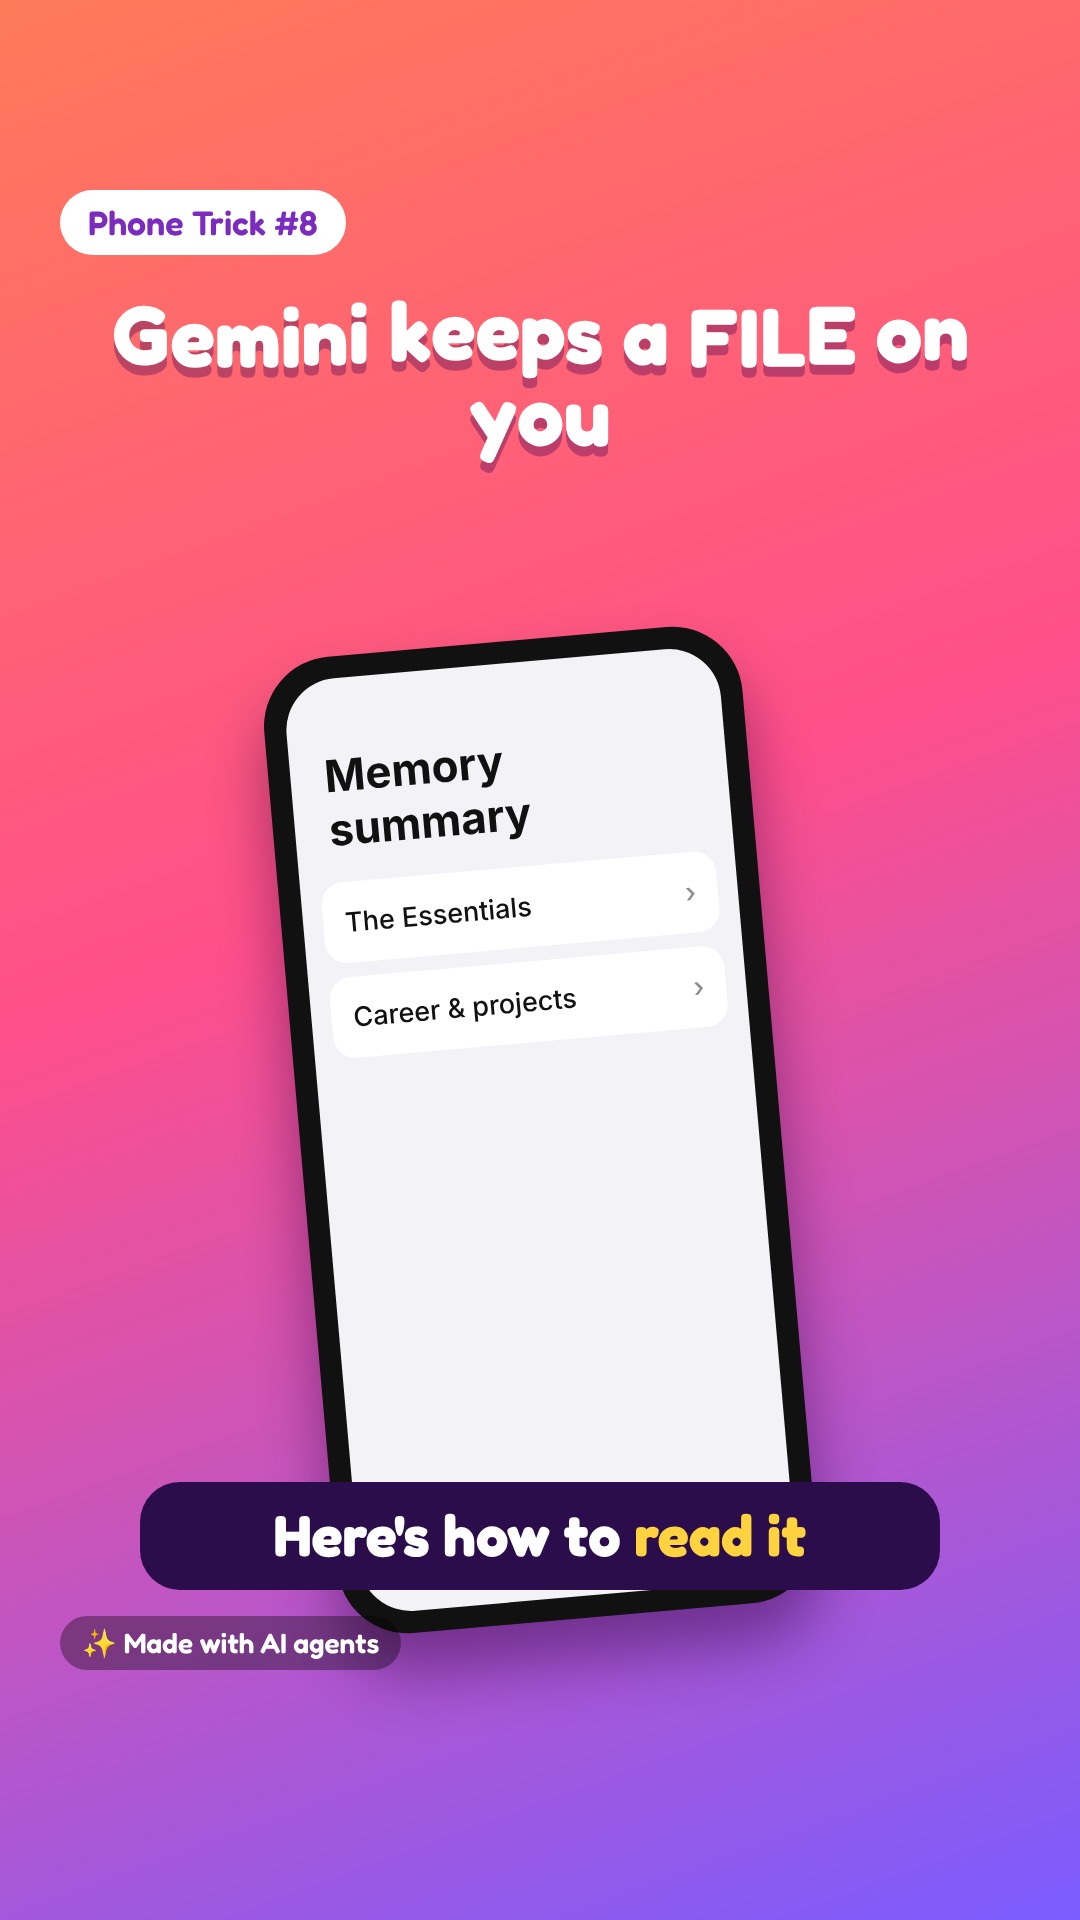 Phone Trick #8
Gemini keeps a FILE on
you
Memory
summary
The Essentials
Career & projects
Here's how to read it
✨ Made with AI agents